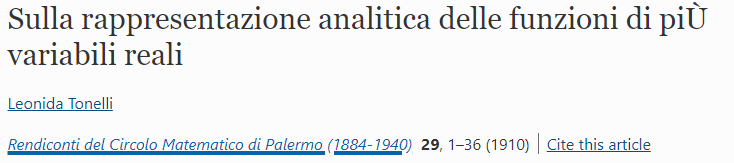 Sulla rappresentazione analitica delle funzioni di piÙ
variabili reali
Leonida Tonelli
Rendiconti del Circolo Matematico di Palermo (1884-1940) 29, 1–36 (1910) Cite this article